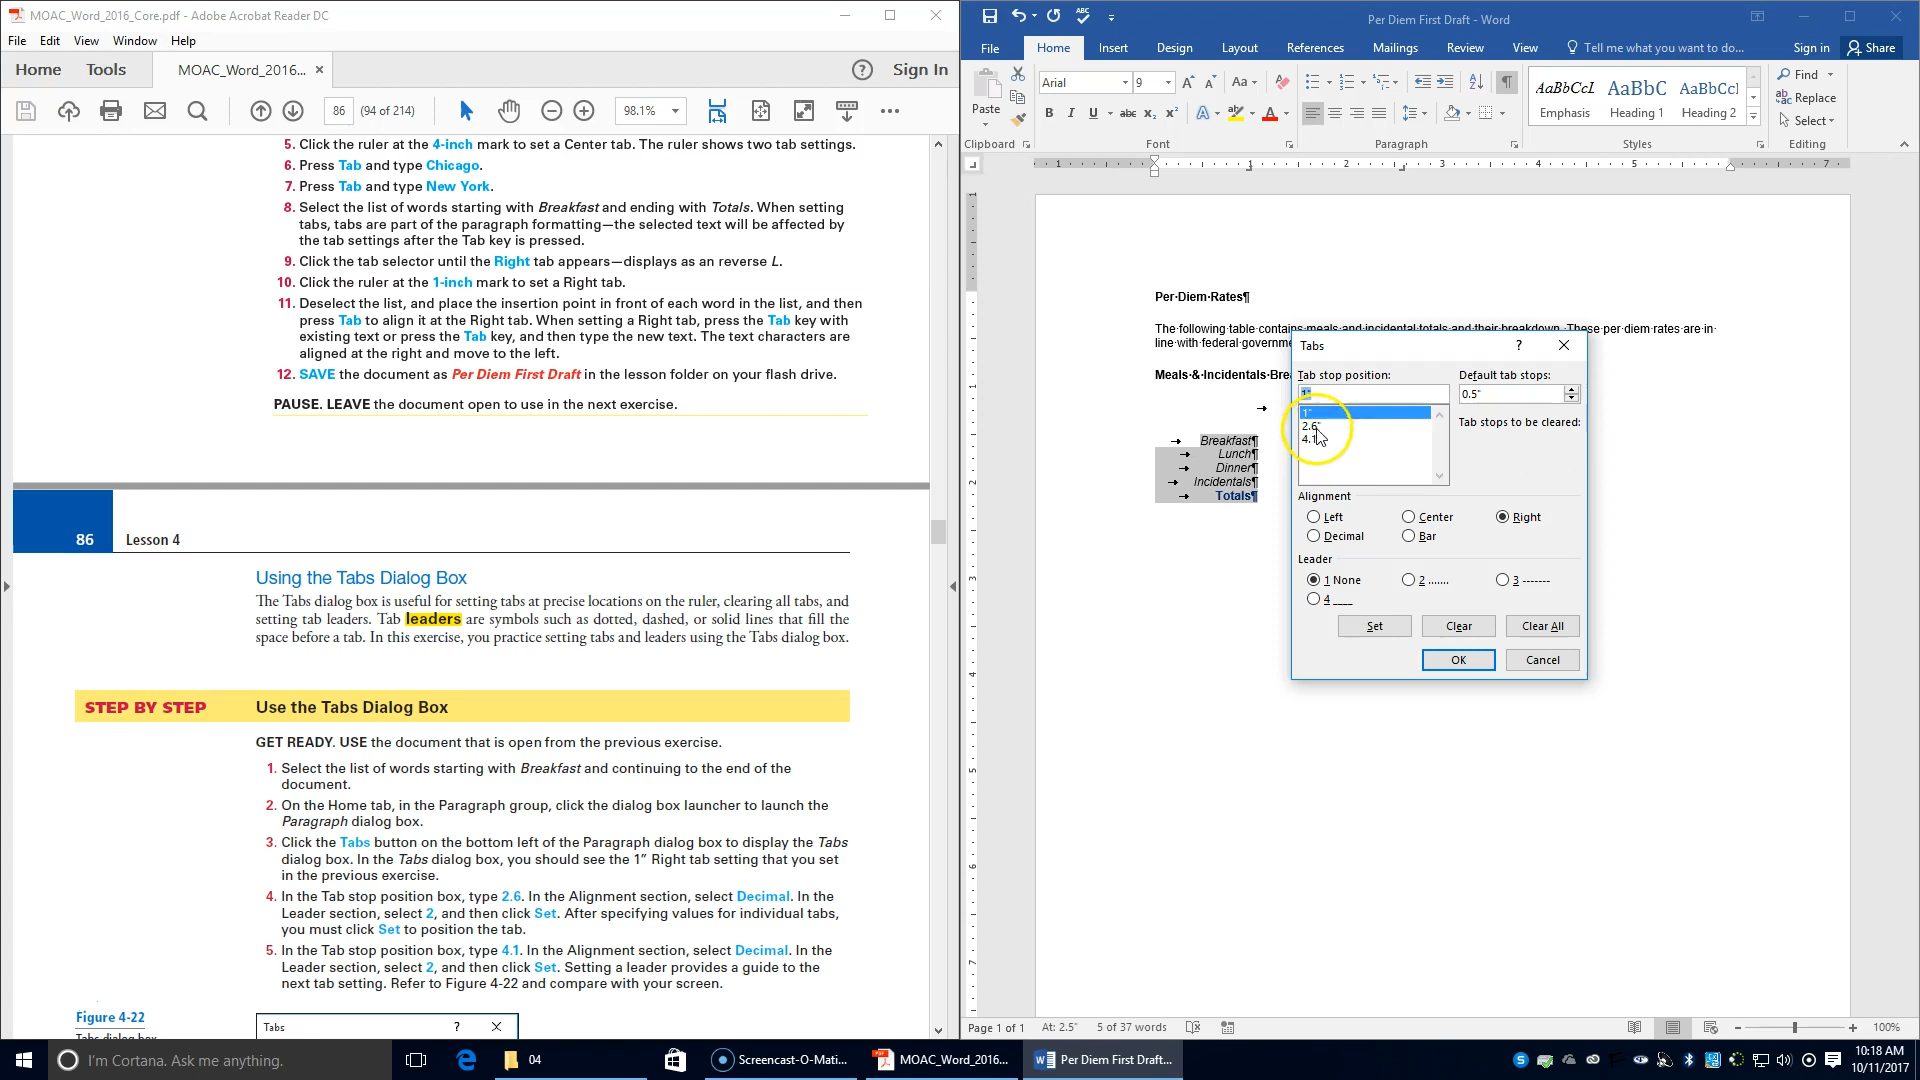 MOAC_Word_2016_Core.pdf - Adobe Acrobat Reader DC
File Edit View Window Help
Home Tools MOAC_Word_2016... × Sign In
86 (94 of 214) 98.1%
5. Click the ruler at the 4-inch mark to set a Center tab. The ruler shows two tab settings.
6. Press Tab and type Chicago.
7. Press Tab and type New York.
8. Select the list of words starting with Breakfast and ending with Totals. When setting
tabs, tabs are part of the paragraph formatting—the selected text will be affected by
the tab settings after the Tab key is pressed.
9. Click the tab selector until the Right tab appears—displays as an reverse L.
10. Click the ruler at the 1-inch mark to set a Right tab.
11. Deselect the list, and place the insertion point in front of each word in the list, and then
press Tab to align it at the Right tab. When setting a Right tab, press the Tab key with
existing text or press the Tab key, and then type the new text. The text characters are
aligned at the right and move to the left.
12. SAVE the document as Per Diem First Draft in the lesson folder on your flash drive.
PAUSE. LEAVE the document open to use in the next exercise.
86 Lesson 4
Using the Tabs Dialog Box
The Tabs dialog box is useful for setting tabs at precise locations on the ruler, clearing all tabs, and
setting tab leaders. Tab leaders are symbols such as dotted, dashed, or solid lines that fill the
space before a tab. In this exercise, you practice setting tabs and leaders using the Tabs dialog box.
STEP BY STEP Use the Tabs Dialog Box
GET READY. USE the document that is open from the previous exercise.
1. Select the list of words starting with Breakfast and continuing to the end of the
document.
2. On the Home tab, in the Paragraph group, click the dialog box launcher to launch the
Paragraph dialog box.
3. Click the Tabs button on the bottom left of the Paragraph dialog box to display the Tabs
dialog box. In the Tabs dialog box, you should see the 1″ Right tab setting that you set
in the previous exercise.
4. In the Tab stop position box, type 2.6. In the Alignment section, select Decimal. In the
Leader section, select 2, and then click Set. After specifying values for individual tabs,
you must click Set to position the tab.
5. In the Tab stop position box, type 4.1. In the Alignment section, select Decimal. In the
Leader section, select 2, and then click Set. Setting a leader provides a guide to the
next tab setting. Refer to Figure 4-22 and compare with your screen.
Figure 4-22
Tabs ? ×
Per Diem First Draft - Word
File Home Insert Design Layout References Mailings Review View Tell me what you want to do... Sign in Share
Paste Arial 9 Aa
B I U abc x₂ x² A
AaBbCcI AaBbC AaBbCcI
Emphasis Heading 1 Heading 2
Find
Replace
Select
Clipboard Font Paragraph Styles Editing
1 1 2 3 4 5 7
Per·Diem·Rates¶
The·following·table·contains·meals·and·incidental·totals·and·their·breakdown.·These·per·diem·rates·are·in·
line·with·federal·governme
Meals·&·Incidentals·Brea
Breakfast¶
Lunch¶
Dinner¶
Incidentals¶
Totals¶
Tabs ? ×
Tab stop position: Default tab stops:
1" 0.5"
1"
2.6"
4.1
Tab stops to be cleared:
Alignment
Left Center Right
Decimal Bar
Leader
1 None 2 ....... 3 -------
4 ____
Set Clear Clear All
OK Cancel
Page 1 of 1 At: 2.5" 5 of 37 words 100%
I'm Cortana. Ask me anything. 04 Screencast-O-Mati... MOAC_Word_2016... Per Diem First Draft...
10:18 AM
10/11/2017